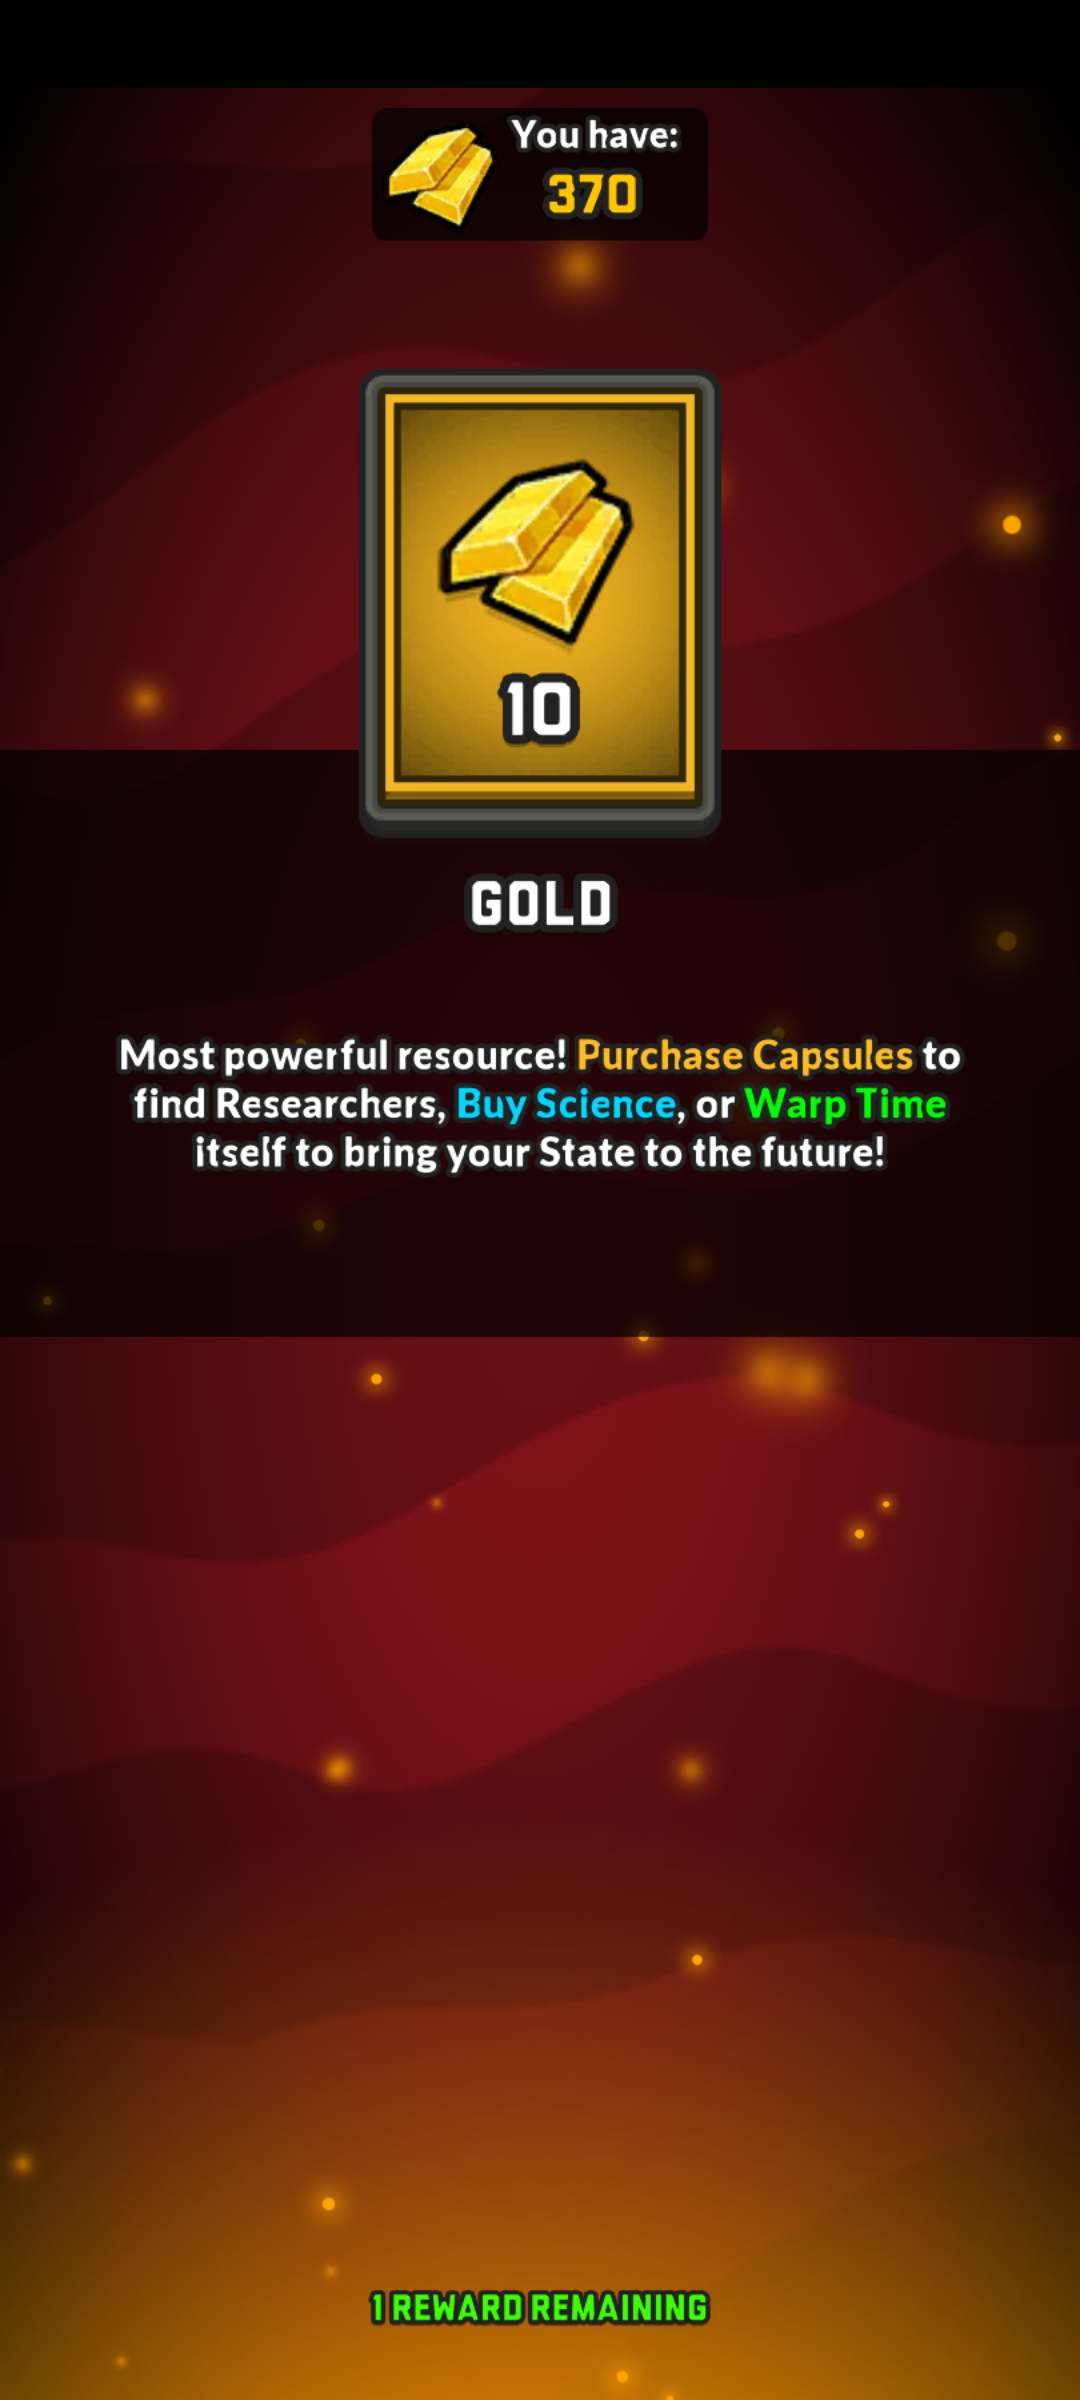 You have:
370
10
GOLD
Most powerful resource! Purchase Capsules to
find Researchers, Buy Science, or Warp Time
itself to bring your State to the future!
1 REWARD REMAINING